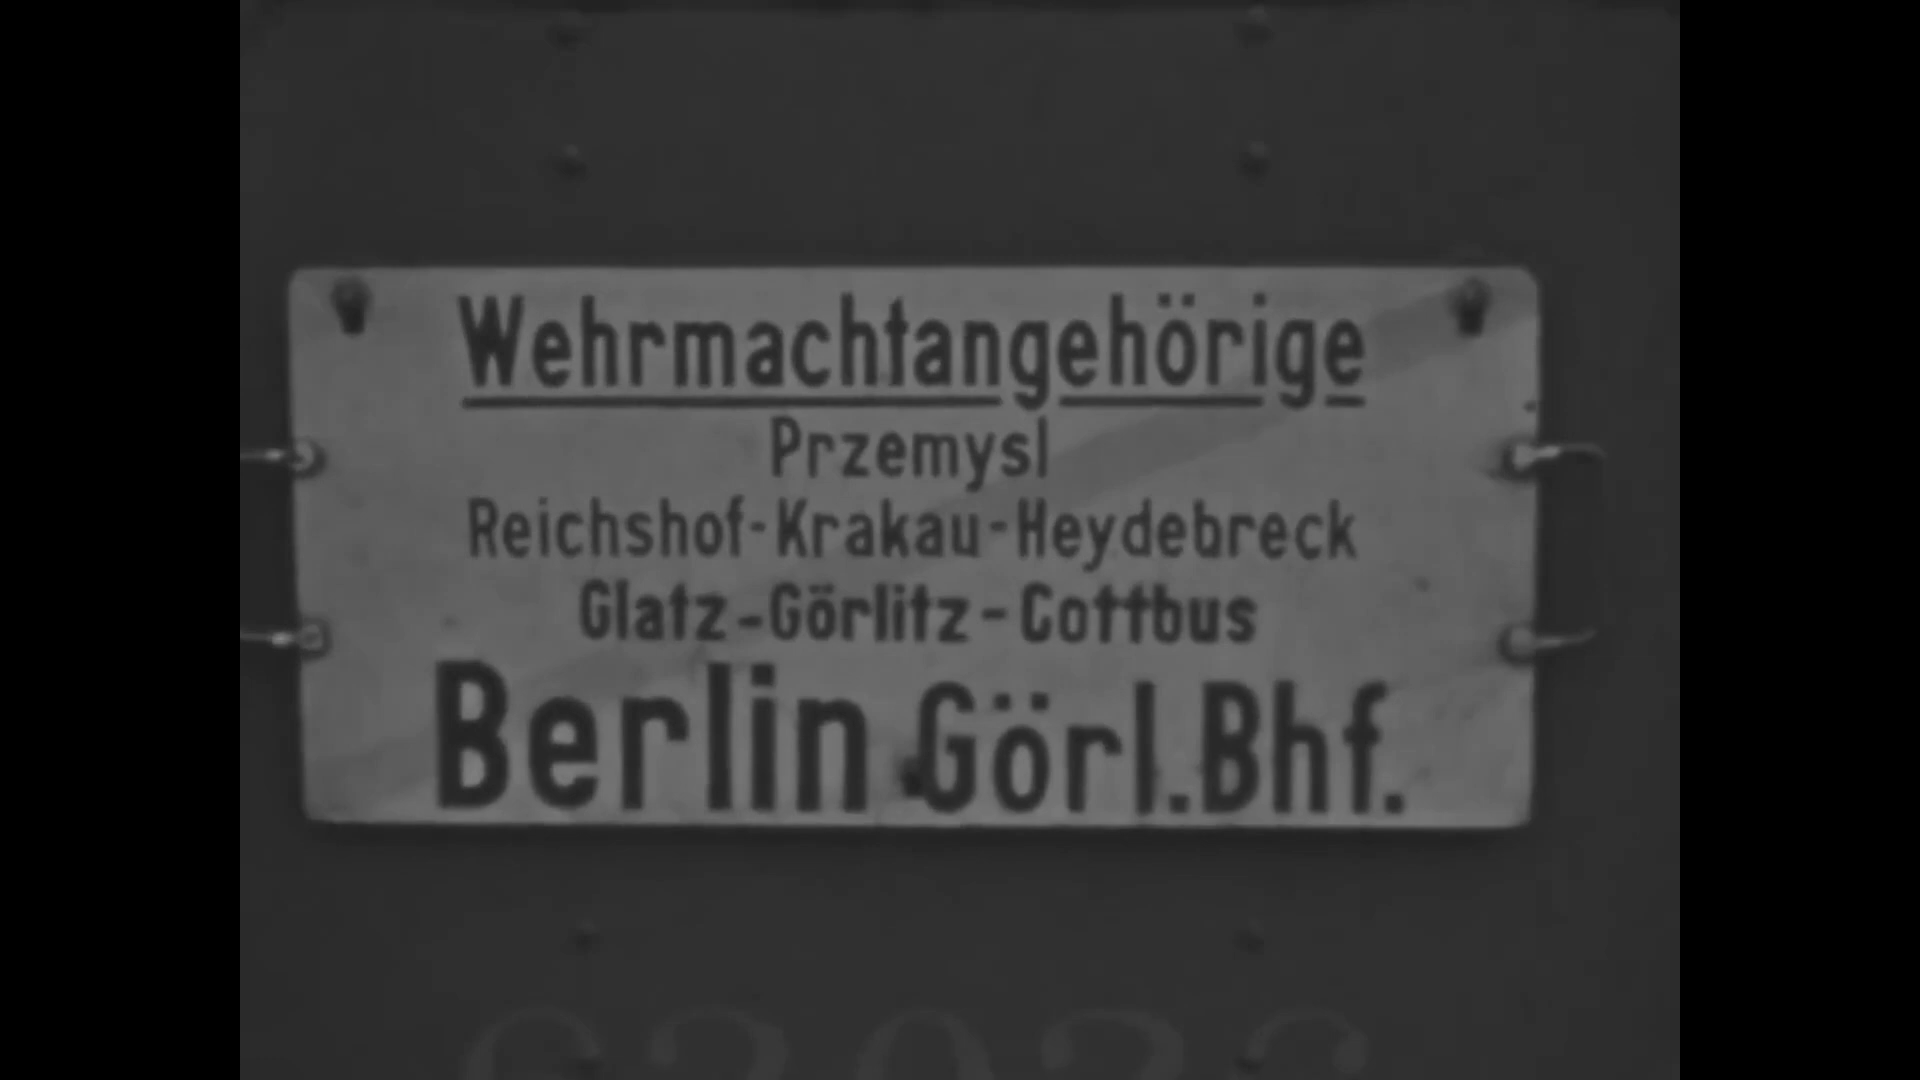 Wehrmachtangehörige
Przemysl
Reichshof-Krakau-Heydebreck
Glatz-Görlitz-Cottbus
Berlin Görl.Bhf.